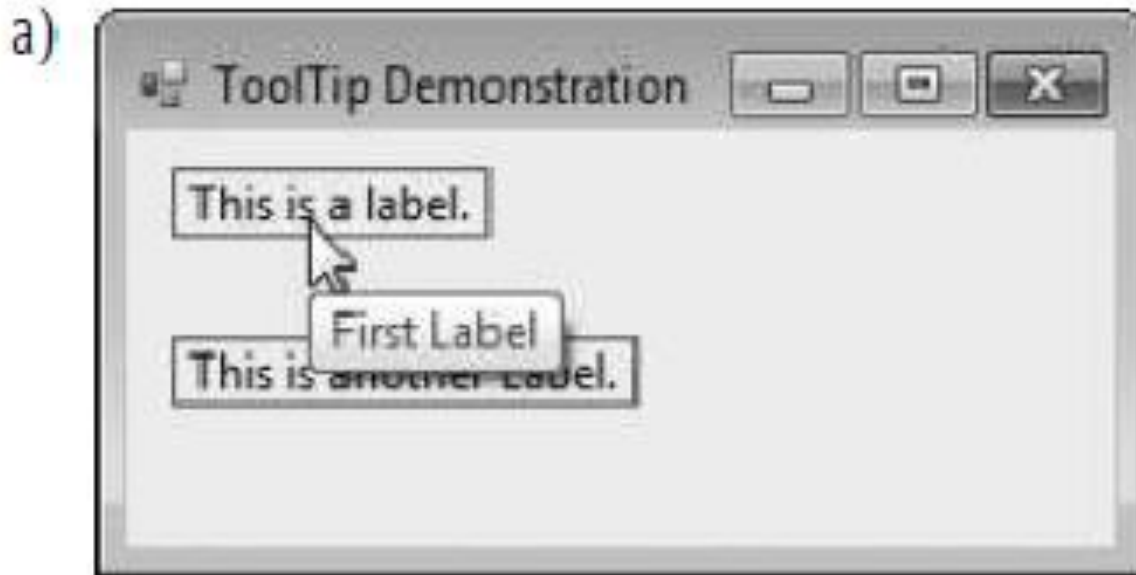 a)
ToolTip Demonstration
This is a label.
First Label
This is another Label.